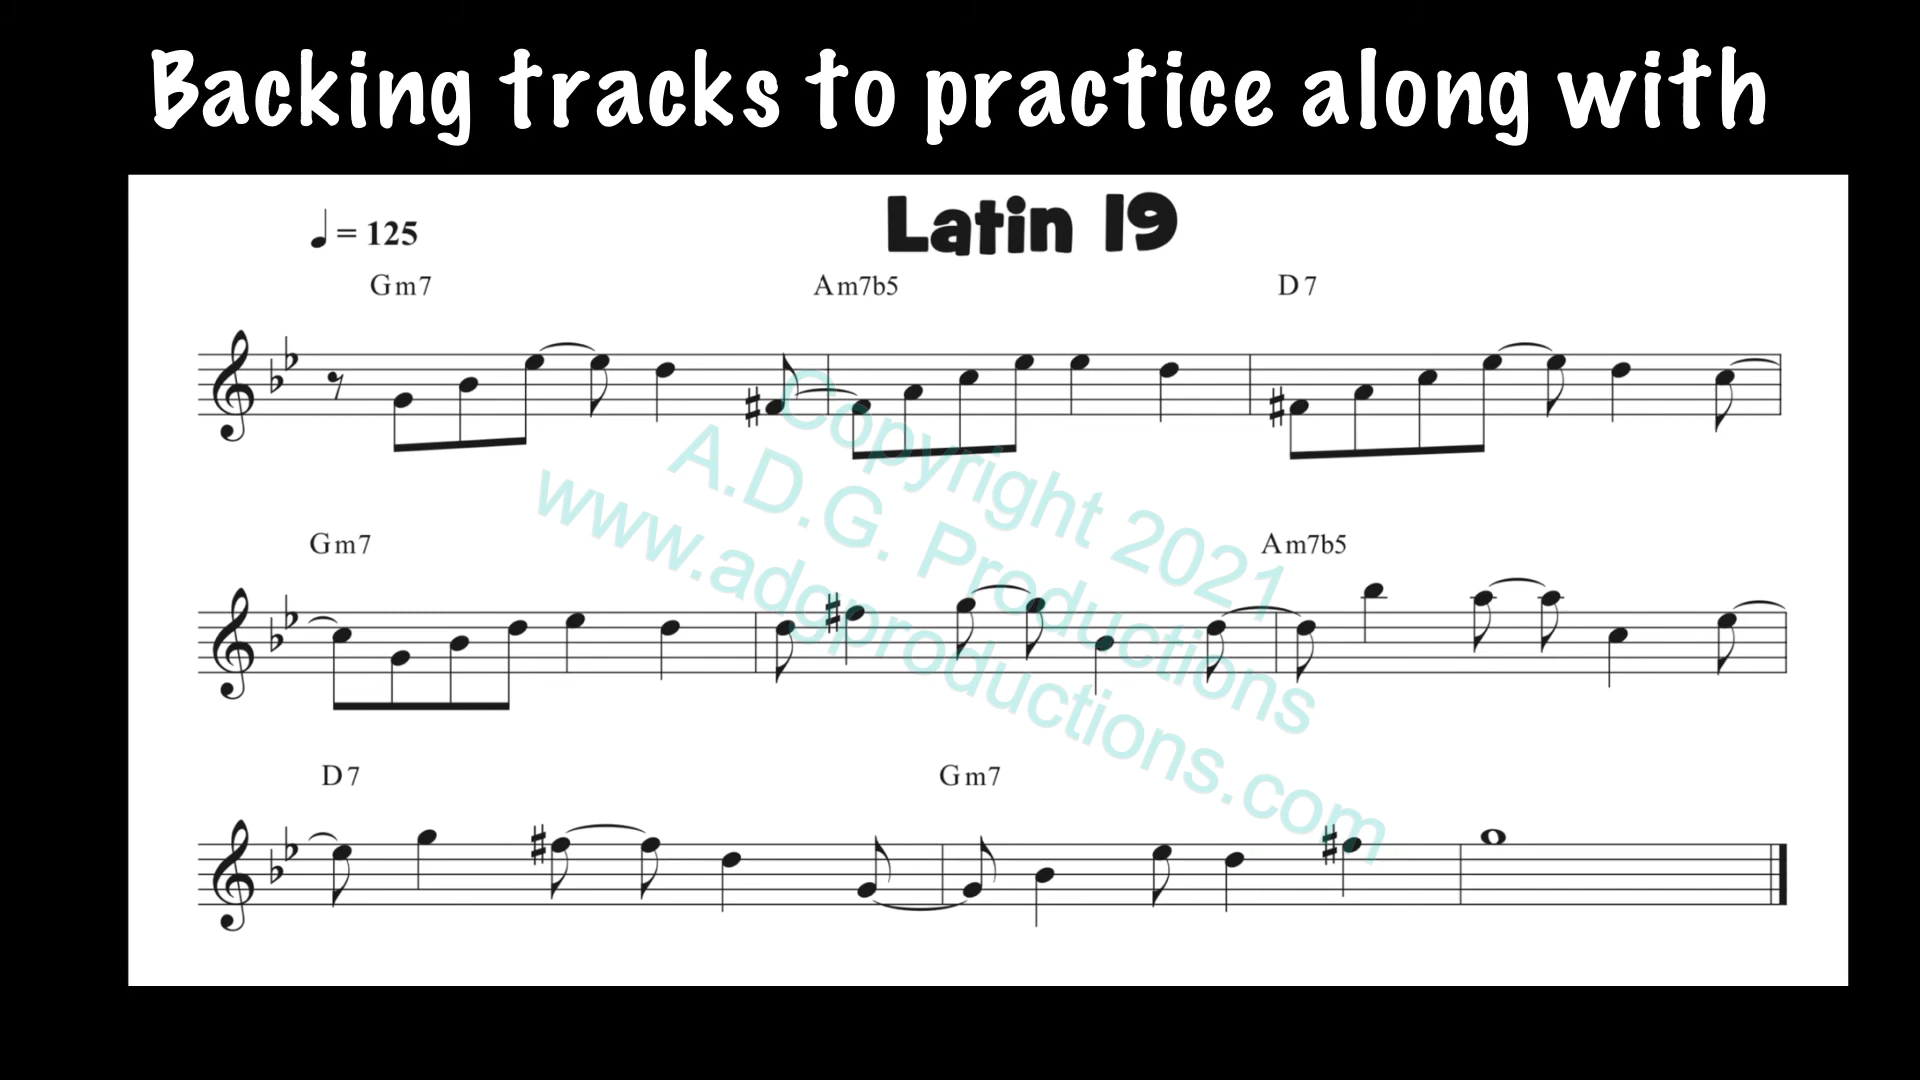 Backing tracks to practice along with
Latin 19
♩ = 125
Gm7 Am7b5 D7
Gm7 Am7b5
D7 Gm7
Copyright 2021
A.D.G. Productions
www.adgproductions.com